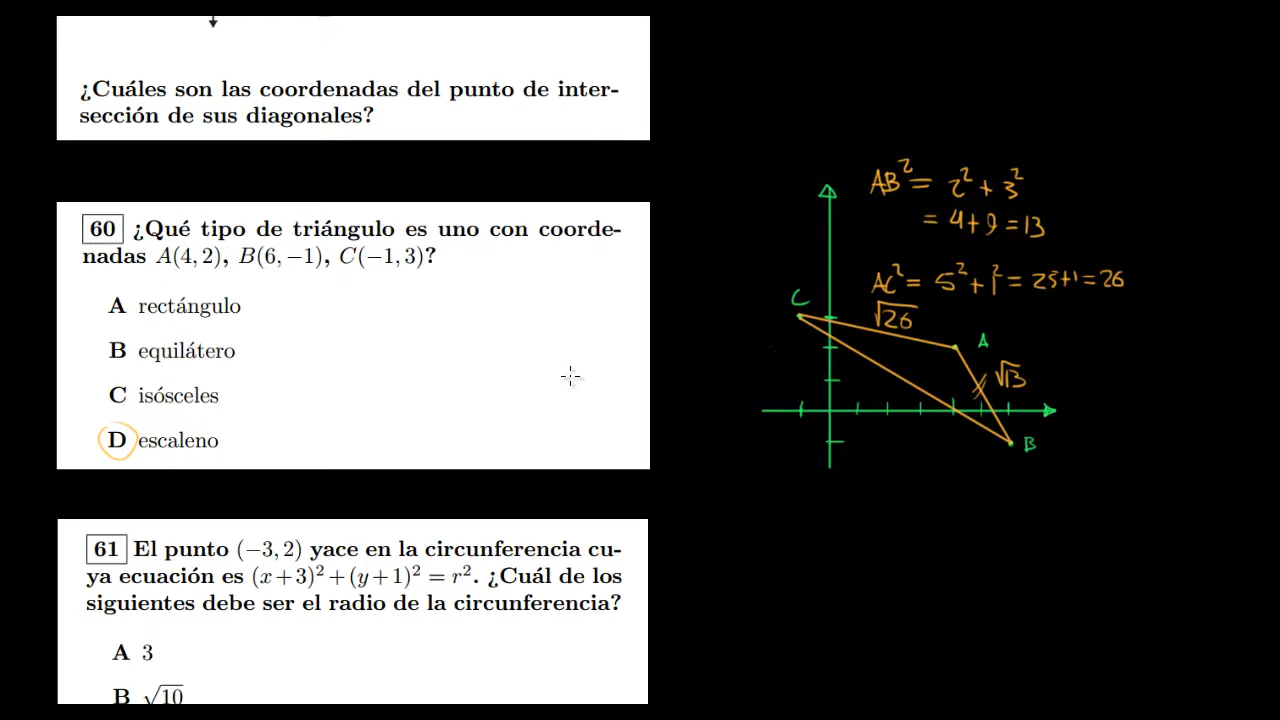 ¿Cuáles son las coordenadas del punto de inter-
sección de sus diagonales?
60 ¿Qué tipo de triángulo es uno con coorde-
nadas A(4, 2), B(6, −1), C(−1, 3)?
A rectángulo
B equilátero
C isósceles
D escaleno
61 El punto (−3, 2) yace en la circunferencia cu-
ya ecuación es (x + 3)² + (y + 1)² = r². ¿Cuál de los
siguientes debe ser el radio de la circunferencia?
A 3
B √10
AB² = 2² + 3²
= 4+9 = 13
AC² = 5² + 1² = 25+1 = 26
C
√26
A
√13
B